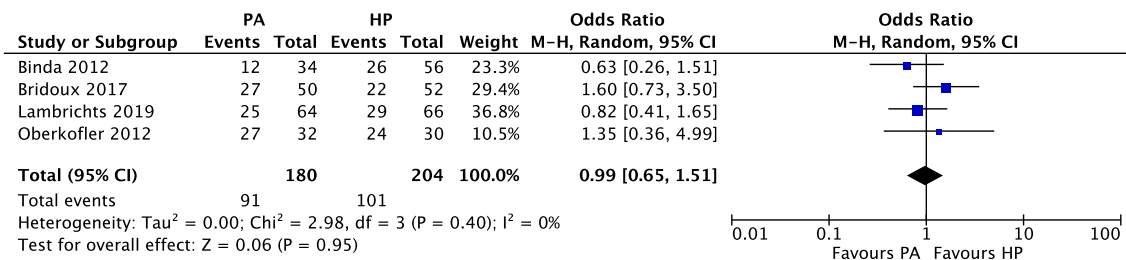 PA HP Odds Ratio Odds Ratio
Study or Subgroup Events Total Events Total Weight M-H, Random, 95% CI M-H, Random, 95% CI
Binda 2012 12 34 26 56 23.3% 0.63 [0.26, 1.51]
Bridoux 2017 27 50 22 52 29.4% 1.60 [0.73, 3.50]
Lambrichts 2019 25 64 29 66 36.8% 0.82 [0.41, 1.65]
Oberkofler 2012 27 32 24 30 10.5% 1.35 [0.36, 4.99]
Total (95% CI) 180 204 100.0% 0.99 [0.65, 1.51]
Total events 91 101
Heterogeneity: Tau² = 0.00; Chi² = 2.98, df = 3 (P = 0.40); I² = 0%
Test for overall effect: Z = 0.06 (P = 0.95)
0.01 0.1 1 10 100
Favours PA Favours HP